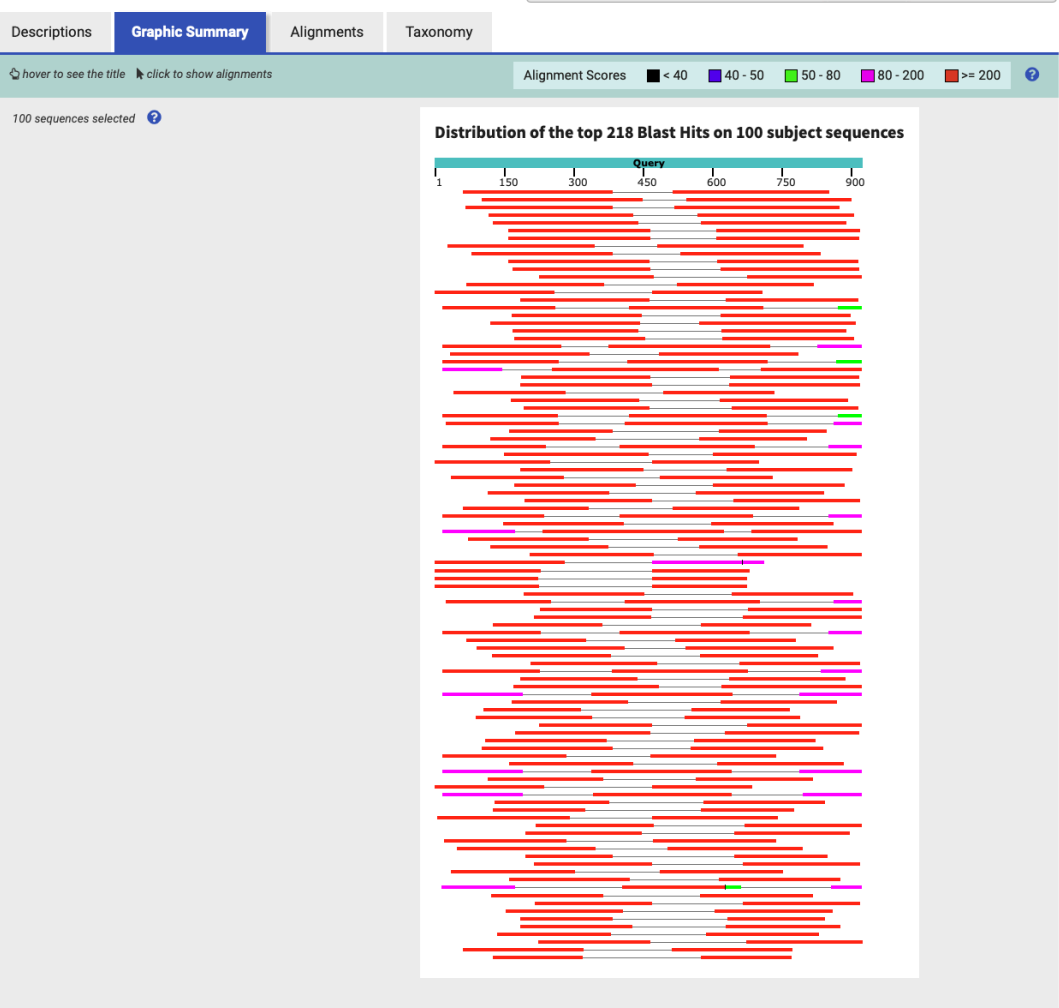 Descriptions Graphic Summary Alignments Taxonomy
hover to see the title click to show alignments Alignment Scores < 40 40 - 50 50 - 80 80 - 200 >= 200 ?
100 sequences selected ?
Distribution of the top 218 Blast Hits on 100 subject sequences
Query
1 150 300 450 600 750 900